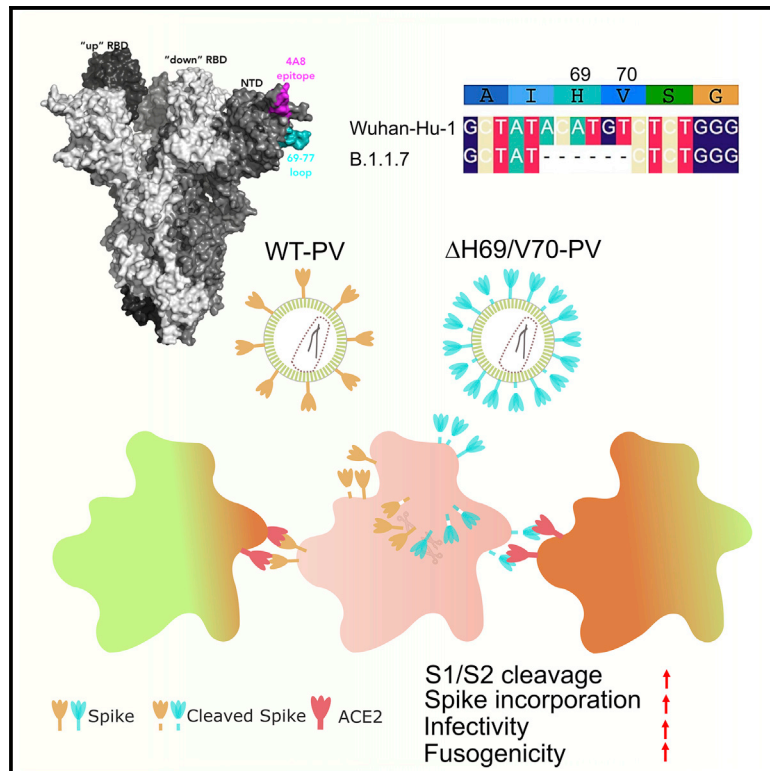 "up" RBD
"down" RBD
NTD
4A8
epitope
69-77
loop
69 70
A I H V S G
Wuhan-Hu-1 GCTATACATGTCTCTGGG
B.1.1.7 GCTAT------CTCTGGG
WT-PV
ΔH69/V70-PV
S1/S2 cleavage
Spike incorporation
Infectivity
Fusogenicity
Spike
Cleaved Spike
ACE2